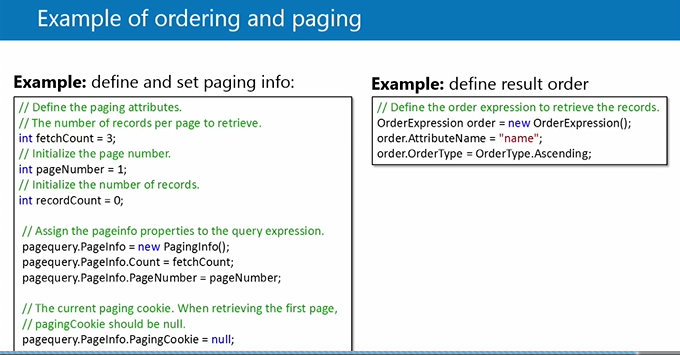 Example of ordering and paging
Example: define and set paging info:
// Define the paging attributes.
// The number of records per page to retrieve.
int fetchCount = 3;
// Initialize the page number.
int pageNumber = 1;
// Initialize the number of records.
int recordCount = 0;
// Assign the pageinfo properties to the query expression.
pagequery.PageInfo = new PagingInfo();
pagequery.PageInfo.Count = fetchCount;
pagequery.PageInfo.PageNumber = pageNumber;
// The current paging cookie. When retrieving the first page,
// pagingCookie should be null.
pagequery.PageInfo.PagingCookie = null;
Example: define result order
// Define the order expression to retrieve the records.
OrderExpression order = new OrderExpression();
order.AttributeName = "name";
order.OrderType = OrderType.Ascending;